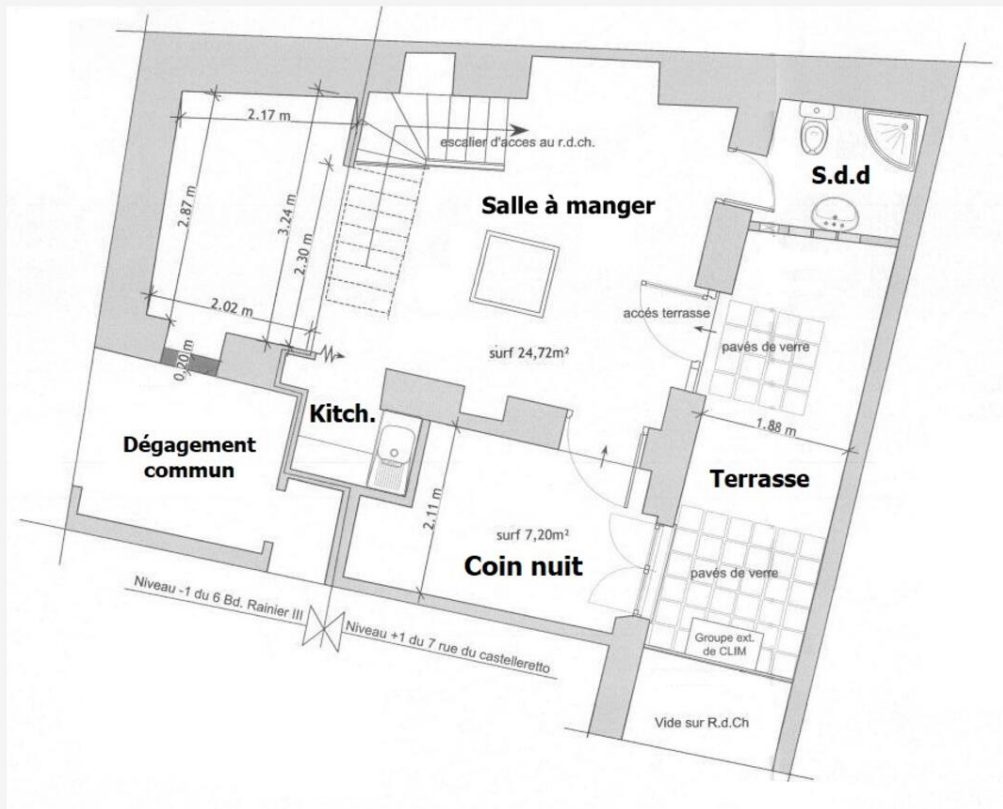 2.17 m
escalier d'acces au r.d.ch.
S.d.d
2.87 m
3.24 m
2.30 m
Salle à manger
2.02 m
accés terrasse
pavés de verre
surf 24,72m²
0,20 m
Kitch.
1.88 m
Dégagement
commun
Terrasse
2.11 m
surf 7,20m²
Coin nuit
pavés de verre
Niveau -1 du 6 Bd. Rainier III
Niveau +1 du 7 rue du castelleretto
Groupe ext.
de CLIM
Vide sur R.d.Ch